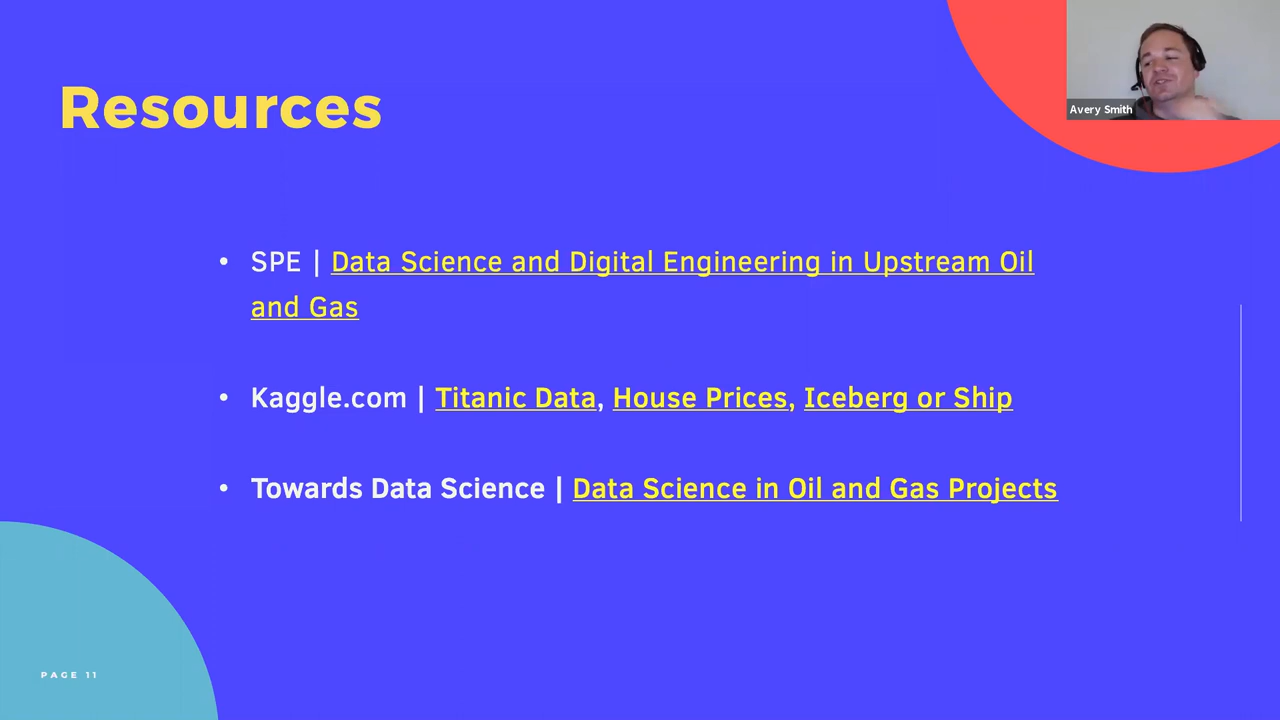 Avery Smith
Resources
• SPE | Data Science and Digital Engineering in Upstream Oil
and Gas
• Kaggle.com | Titanic Data, House Prices, Iceberg or Ship
• Towards Data Science | Data Science in Oil and Gas Projects
PAGE 11